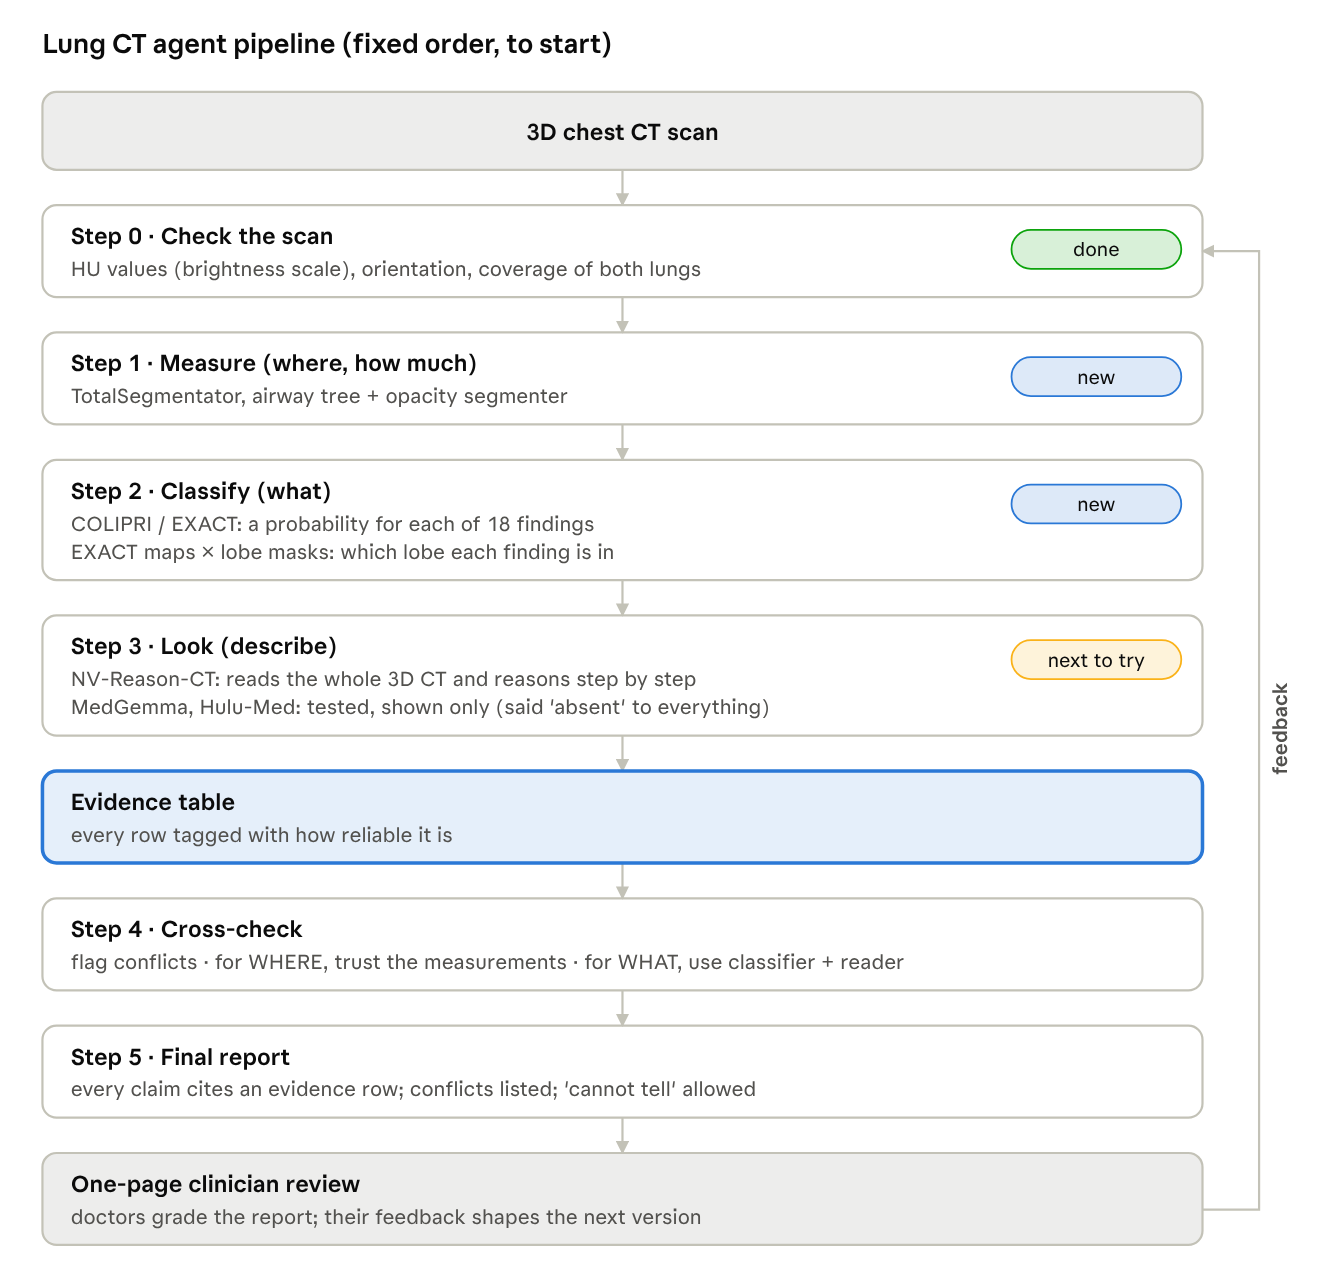 Lung CT agent pipeline (fixed order, to start)
3D chest CT scan
Step 0 · Check the scan
HU values (brightness scale), orientation, coverage of both lungs
done
Step 1 · Measure (where, how much)
TotalSegmentator, airway tree + opacity segmenter
new
Step 2 · Classify (what)
COLIPRI / EXACT: a probability for each of 18 findings
EXACT maps × lobe masks: which lobe each finding is in
new
Step 3 · Look (describe)
NV-Reason-CT: reads the whole 3D CT and reasons step by step
MedGemma, Hulu-Med: tested, shown only (said 'absent' to everything)
next to try
feedback
Evidence table
every row tagged with how reliable it is
Step 4 · Cross-check
flag conflicts · for WHERE, trust the measurements · for WHAT, use classifier + reader
Step 5 · Final report
every claim cites an evidence row; conflicts listed; 'cannot tell' allowed
One-page clinician review
doctors grade the report; their feedback shapes the next version